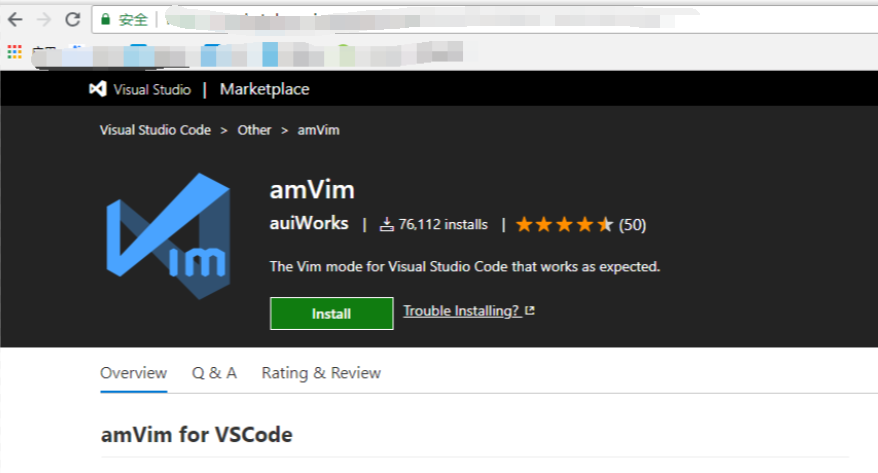 安全
Visual Studio | Marketplace
Visual Studio Code > Other > amVim
im
amVim
auiWorks | 76,112 installs | (50)
The Vim mode for Visual Studio Code that works as expected.
Install Trouble Installing?
Overview Q & A Rating & Review
amVim for VSCode